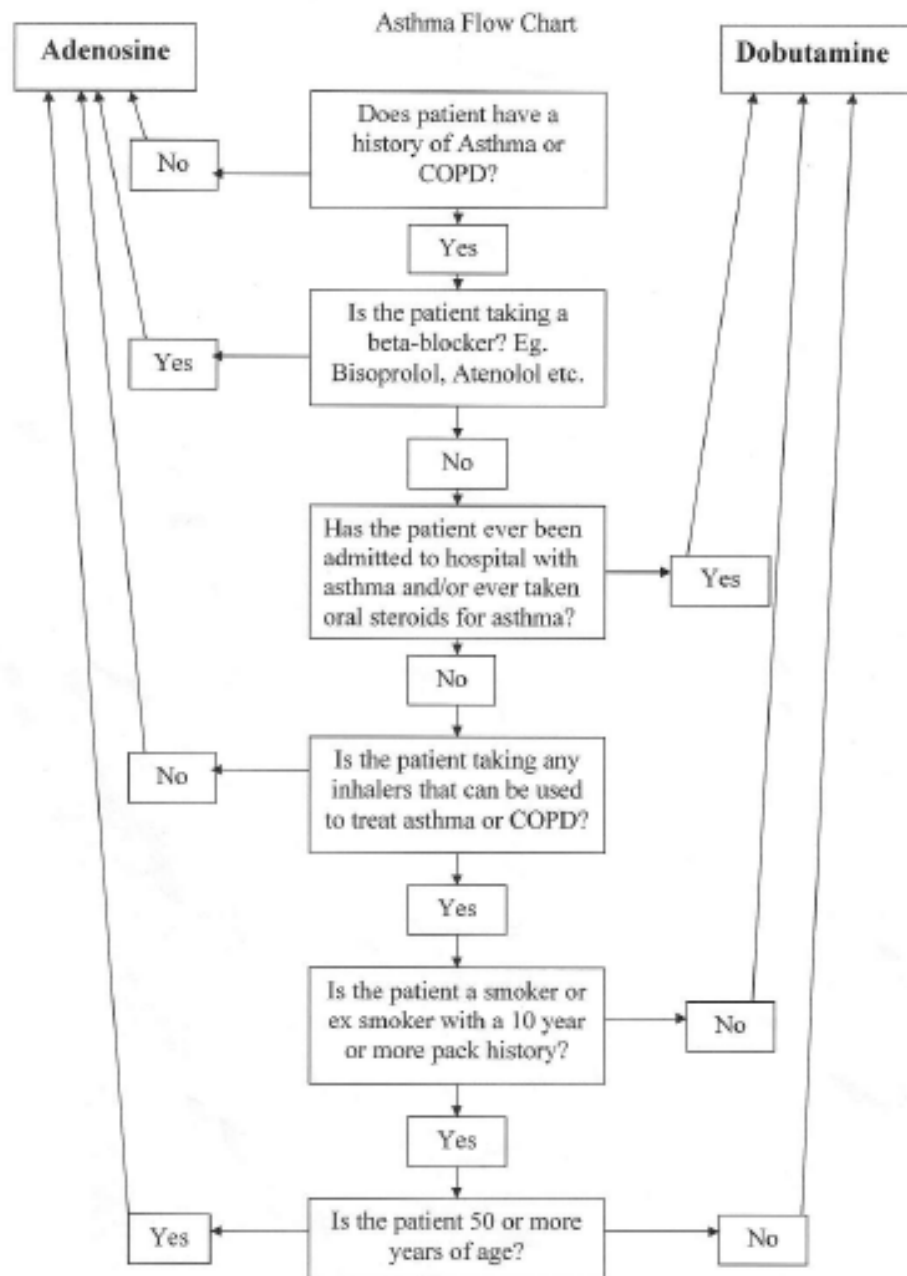 Asthma Flow Chart
Adenosine
Dobutamine
Does patient have a
history of Asthma or
COPD?
No
Yes
Is the patient taking a
beta-blocker? Eg.
Bisoprolol, Atenolol etc.
Yes
No
Has the patient ever been
admitted to hospital with
asthma and/or ever taken
oral steroids for asthma?
Yes
No
Is the patient taking any
inhalers that can be used
to treat asthma or COPD?
No
Yes
Is the patient a smoker or
ex smoker with a 10 year
or more pack history?
No
Yes
Is the patient 50 or more
years of age?
Yes
No